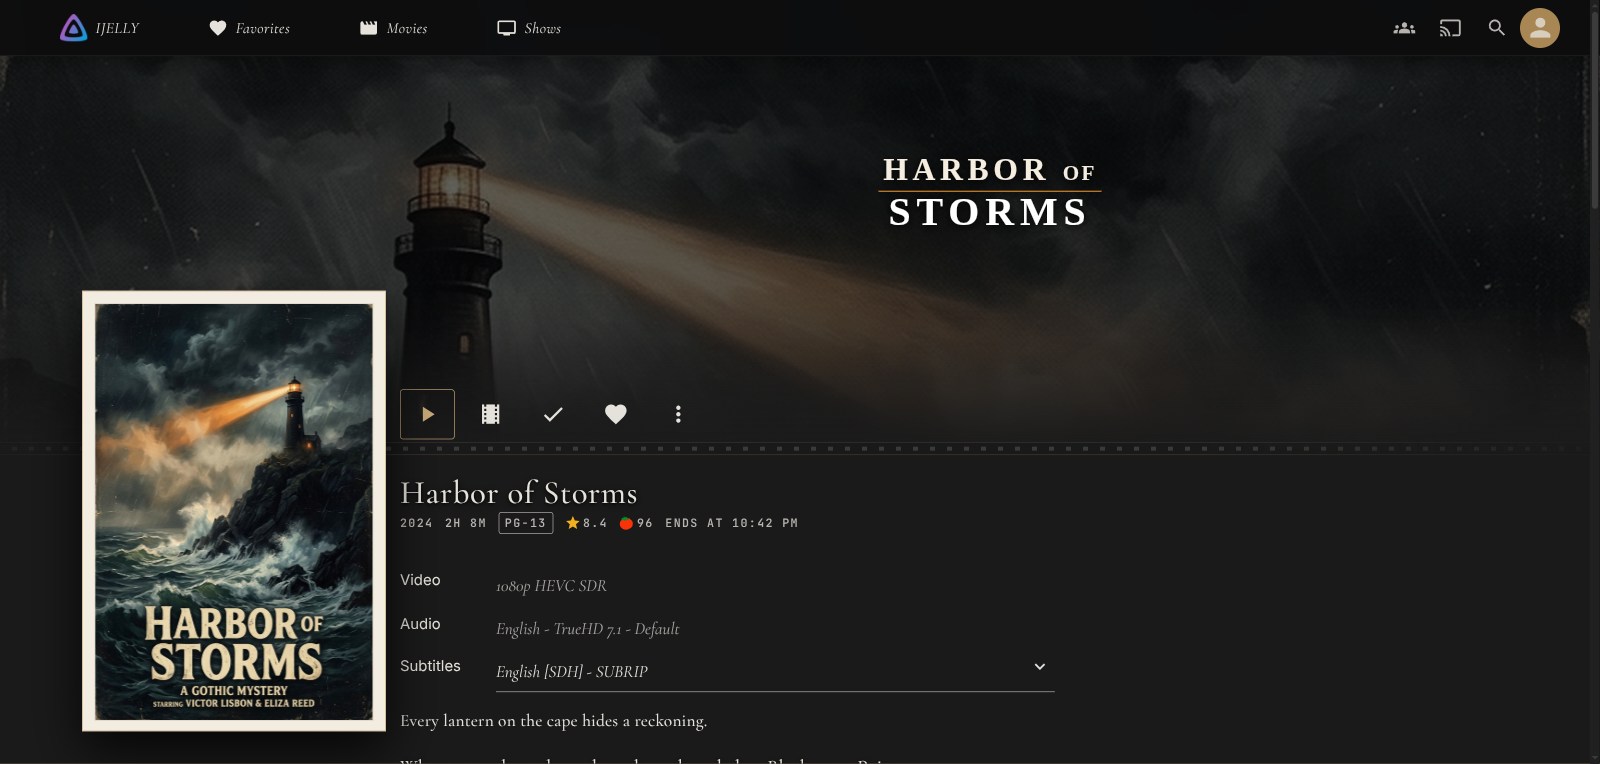 IJELLY
Favorites
Movies
Shows
HARBOR OF
STORMS
HARBOR OF
STORMS
A GOTHIC MYSTERY
STARRING VICTOR LISBON & ELIZA REED
Harbor of Storms
2024 2H 8M PG-13 8.4 96 ENDS AT 10:42 PM
Video 1080p HEVC SDR
Audio English - TrueHD 7.1 - Default
Subtitles English [SDH] - SUBRIP
Every lantern on the cape hides a reckoning.